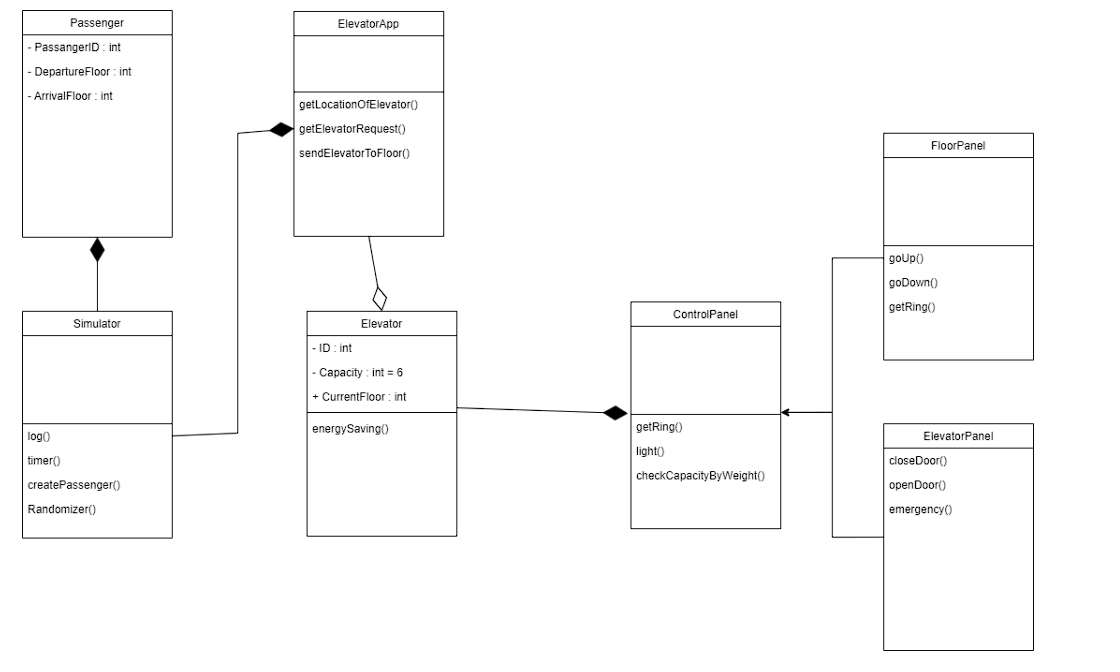 Passenger
- PassangerID : int
- DepartureFloor : int
- ArrivalFloor : int
ElevatorApp
getLocationOfElevator()
getElevatorRequest()
sendElevatorToFloor()
FloorPanel
goUp()
goDown()
getRing()
Simulator
log()
timer()
createPassenger()
Randomizer()
Elevator
- ID : int
- Capacity : int = 6
+ CurrentFloor : int
energySaving()
ControlPanel
getRing()
light()
checkCapacityByWeight()
ElevatorPanel
closeDoor()
openDoor()
emergency()